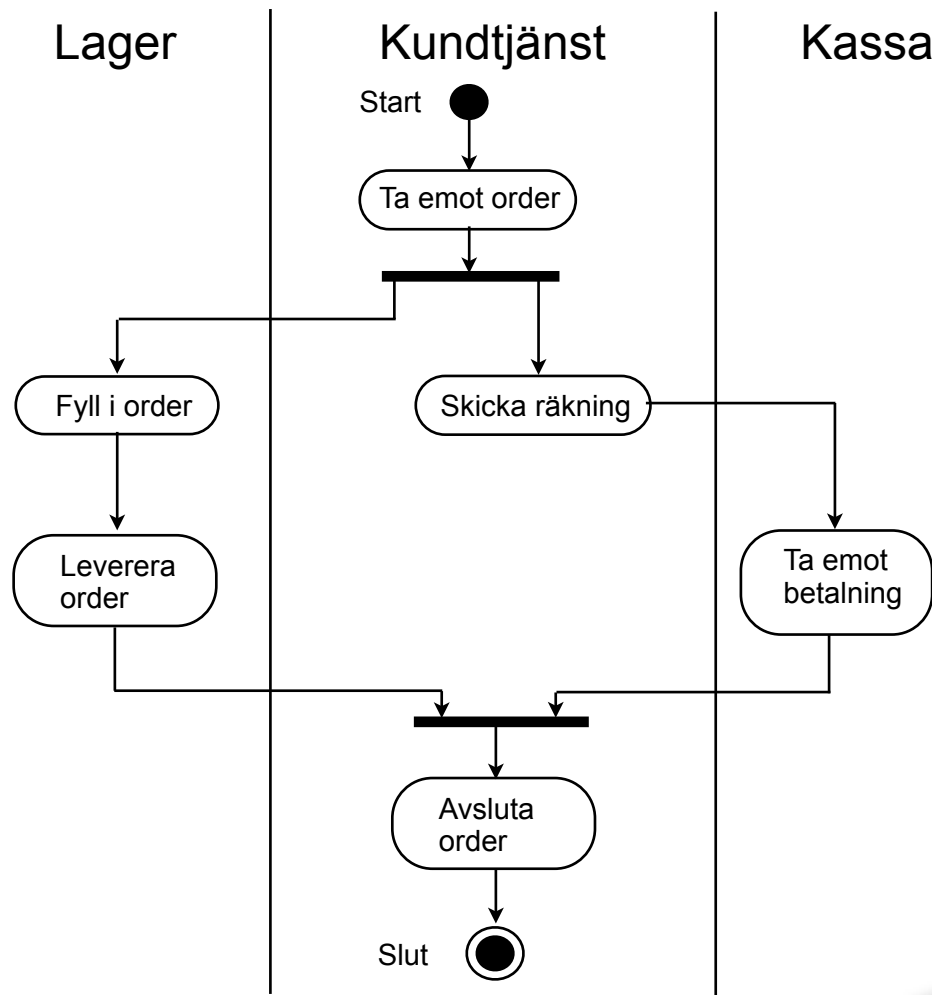 Lager
Kundtjänst
Kassa
Start
Ta emot order
Fyll i order
Skicka räkning
Leverera
order
Ta emot
betalning
Avsluta
order
Slut